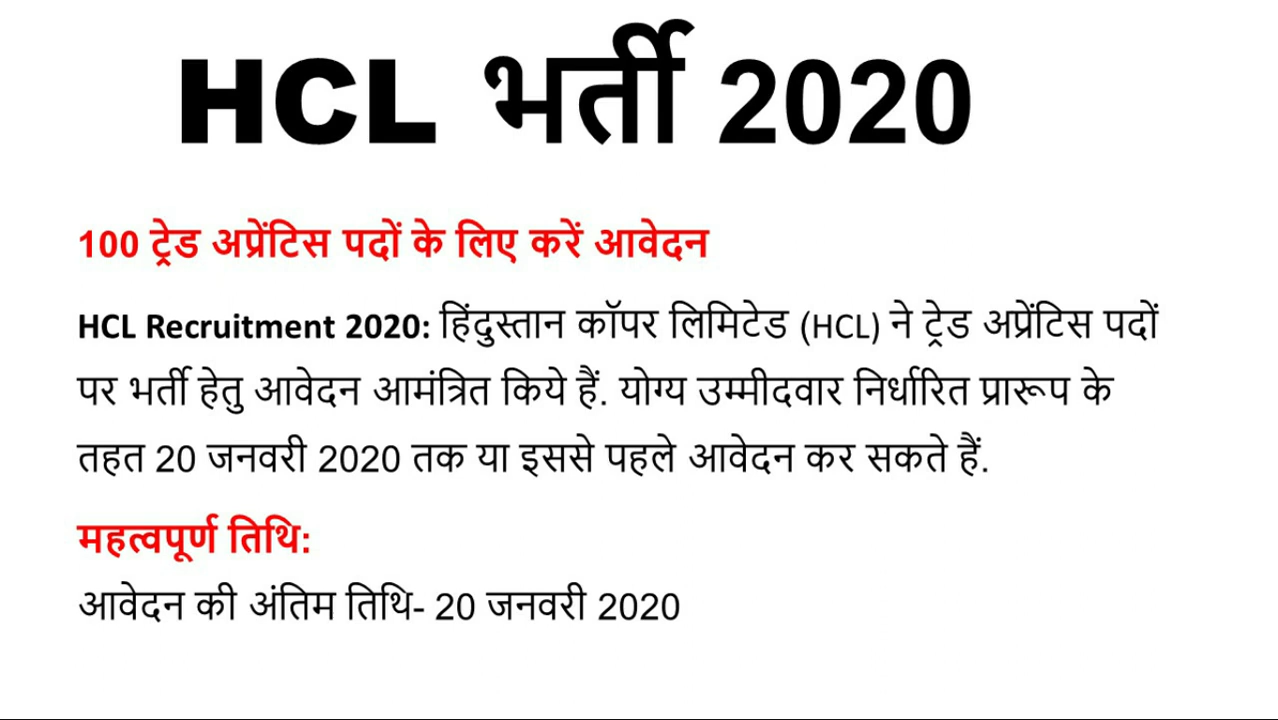 HCL भर्ती 2020
100 ट्रेड अप्रेंटिस पदों के लिए करें आवेदन
HCL Recruitment 2020: हिंदुस्तान कॉपर लिमिटेड (HCL) ने ट्रेड अप्रेंटिस पदों
पर भर्ती हेतु आवेदन आमंत्रित किये हैं. योग्य उम्मीदवार निर्धारित प्रारूप के
तहत 20 जनवरी 2020 तक या इससे पहले आवेदन कर सकते हैं.
महत्वपूर्ण तिथि:
आवेदन की अंतिम तिथि- 20 जनवरी 2020